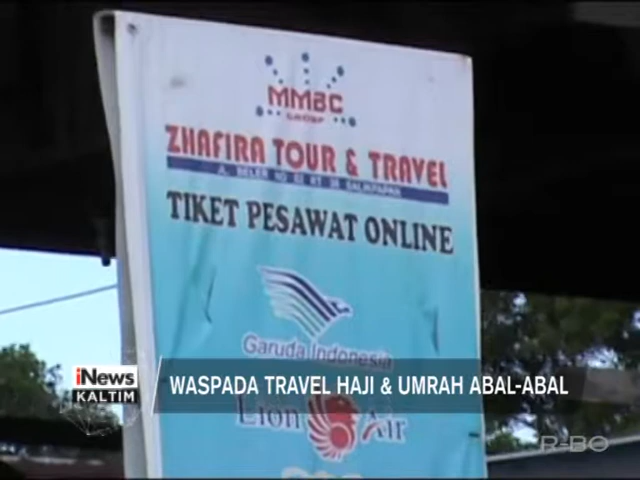 MMBC
GROUP
ZHAFIRA TOUR & TRAVEL
TIKET PESAWAT ONLINE
Garuda Indonesia
iNews
KALTIM
WASPADA TRAVEL HAJI & UMRAH ABAL-ABAL
Lion Air
R-BO